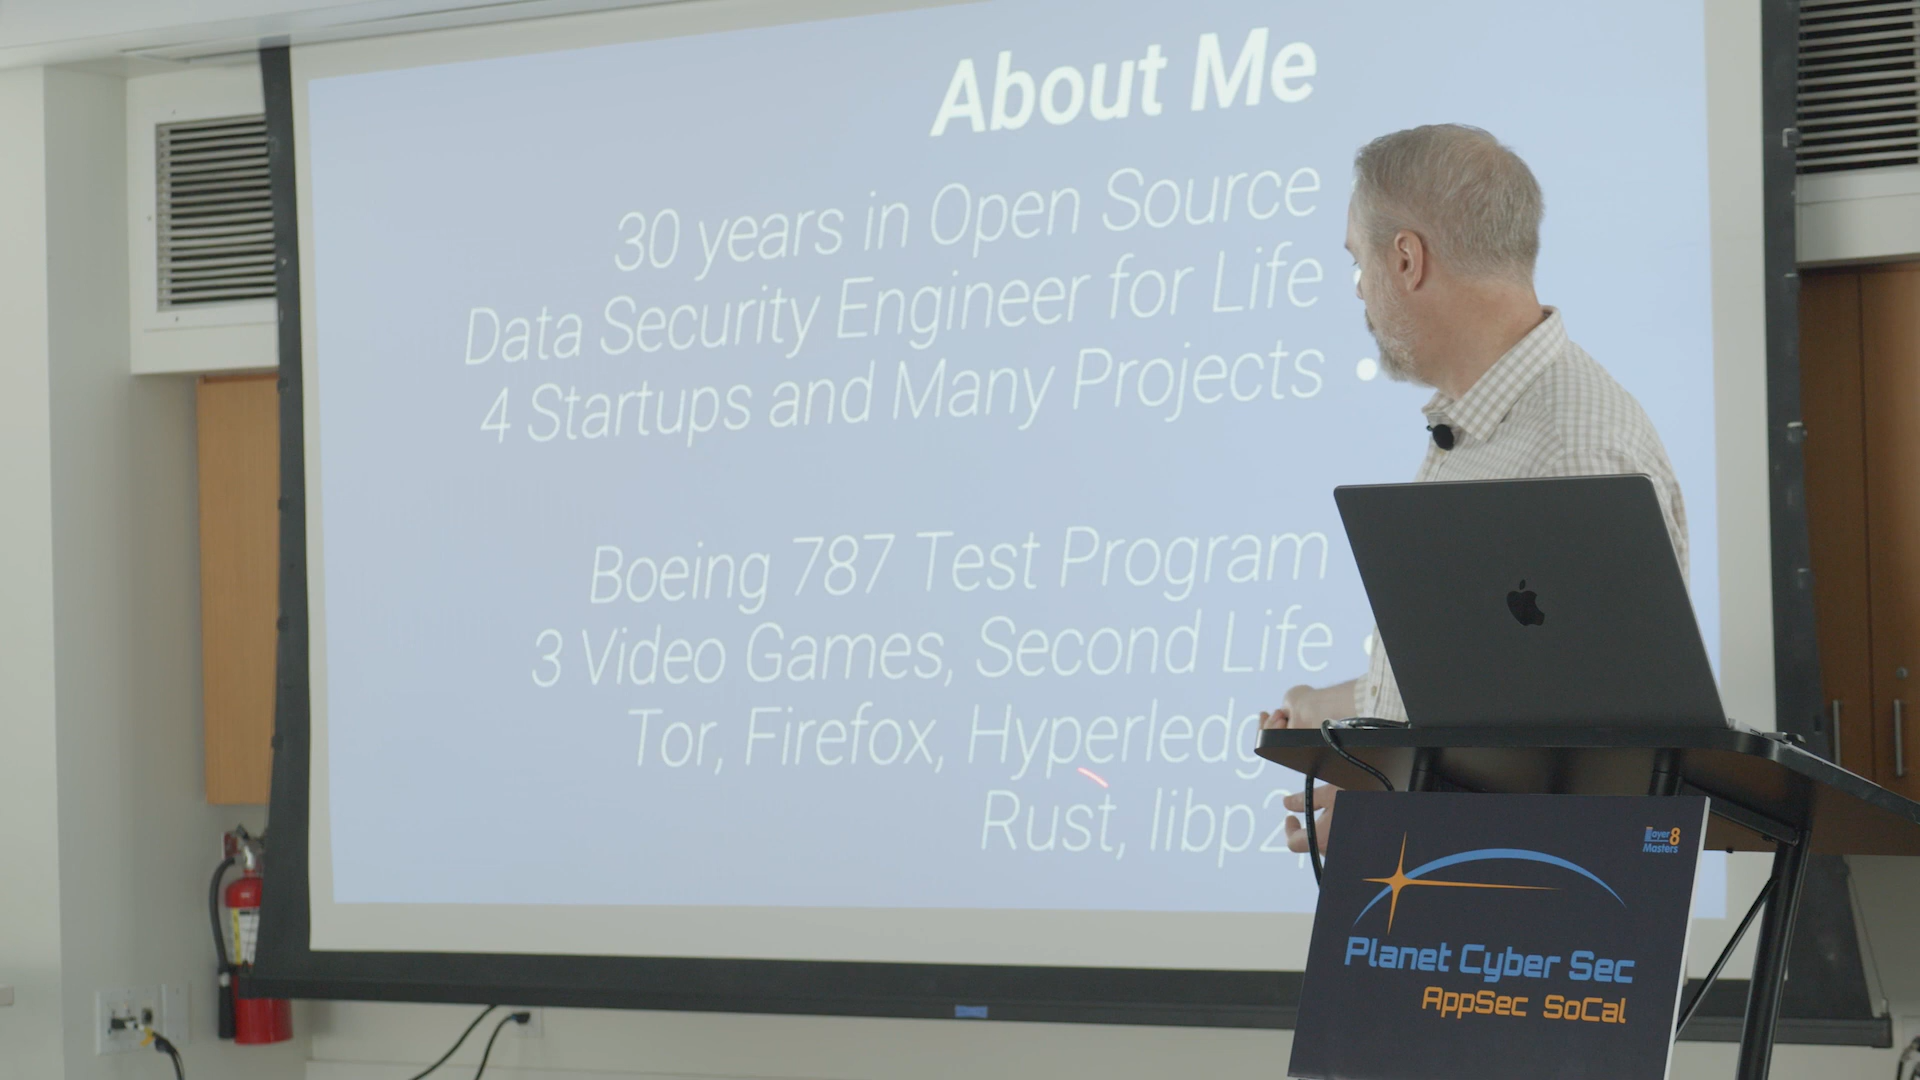 About Me
30 years in Open Source
Data Security Engineer for Life
4 Startups and Many Projects
Boeing 787 Test Program
3 Video Games, Second Life
Tor, Firefox, Hyperledg
Rust, libp2
Layer 8
Masters
Planet Cyber Sec
AppSec SoCal